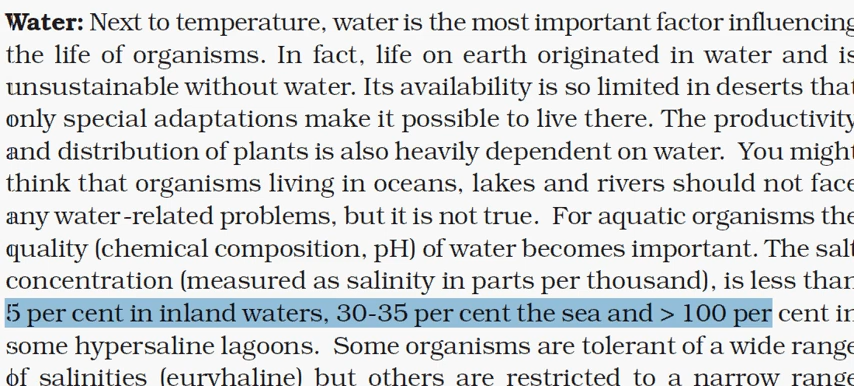 Water: Next to temperature, water is the most important factor influencing
the life of organisms. In fact, life on earth originated in water and is
unsustainable without water. Its availability is so limited in deserts that
only special adaptations make it possible to live there. The productivity
and distribution of plants is also heavily dependent on water. You might
think that organisms living in oceans, lakes and rivers should not face
any water-related problems, but it is not true. For aquatic organisms the
quality (chemical composition, pH) of water becomes important. The salt
concentration (measured as salinity in parts per thousand), is less than
5 per cent in inland waters, 30-35 per cent the sea and > 100 per cent in
some hypersaline lagoons. Some organisms are tolerant of a wide range
of salinities (euryhaline) but others are restricted to a narrow range